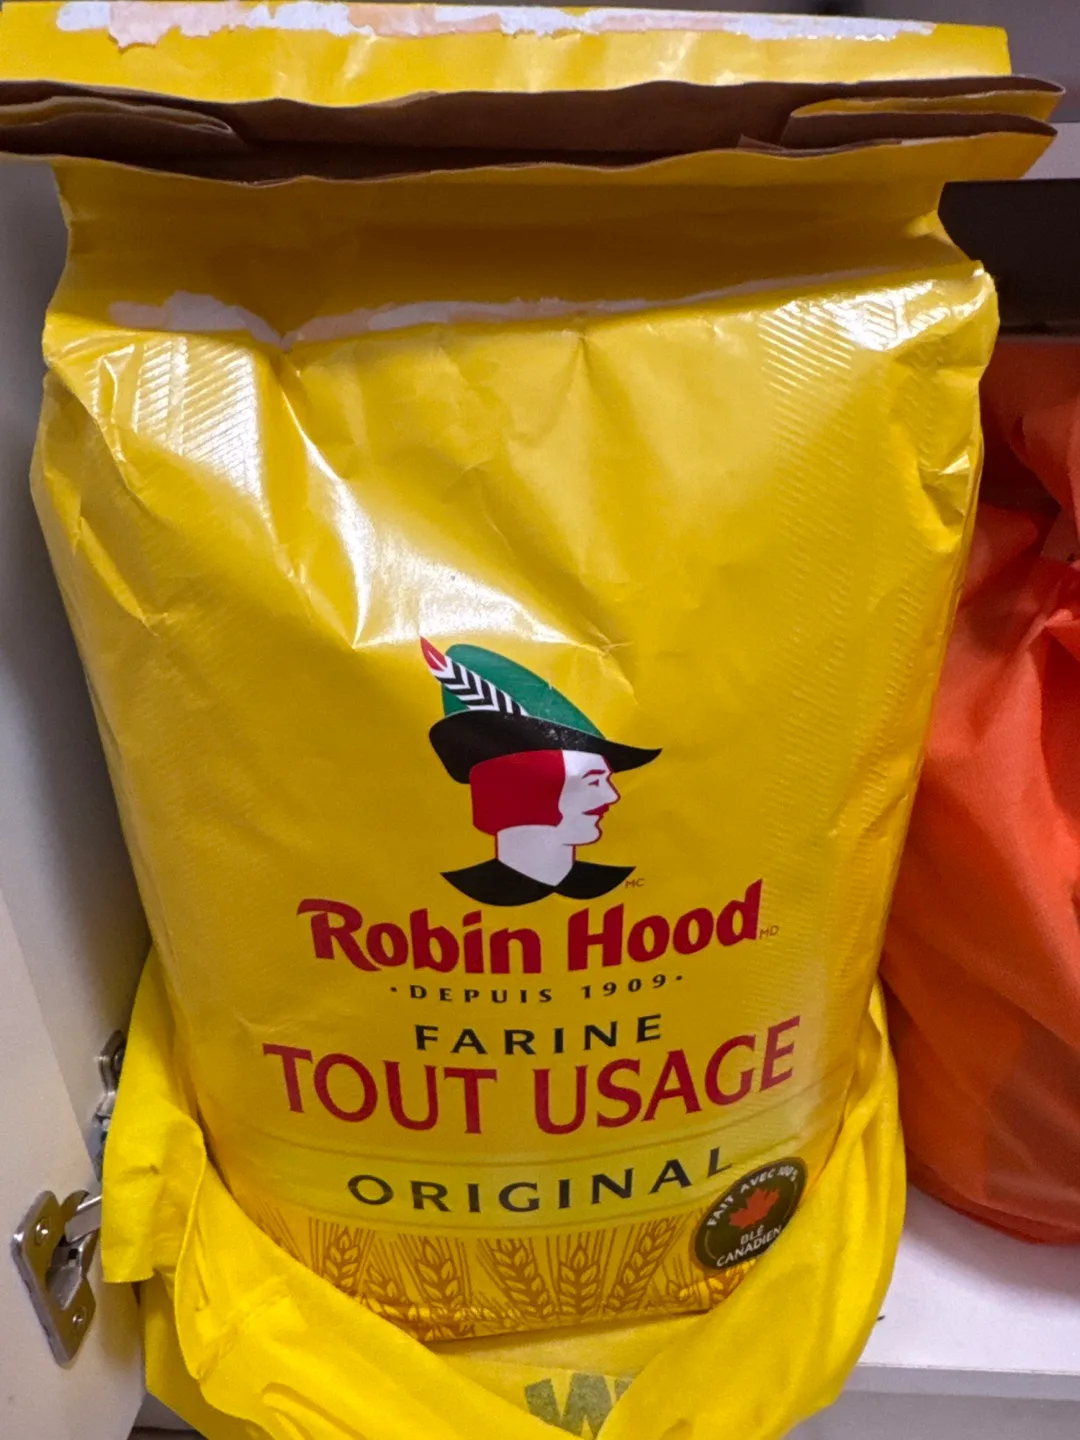 MC
Robin Hood MD
·DEPUIS 1909·
FARINE
TOUT USAGE
ORIGINAL
FAIT AVEC 100%
BLÉ
CANADIEN
W